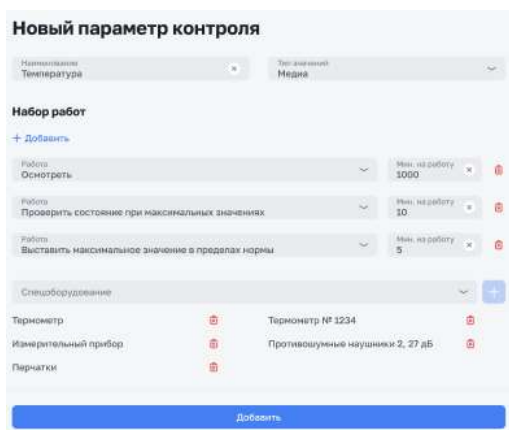 Новый параметр контроля
Наименование
Тип значений
Температура
Медиа
Набор работ
+ Добавить
Работа
Мин. на работу
Осмотреть
1000
Работа
Мин. на работу
Проверить состояние при максимальных значениях
10
Работа
Мин. на работу
Выставить максимальное значение в пределах нормы
5
Спецоборудование
Термометр
Термометр № 1234
Измерительный прибор
Противошумные наушники 2, 27 дБ
Перчатки
Добавить